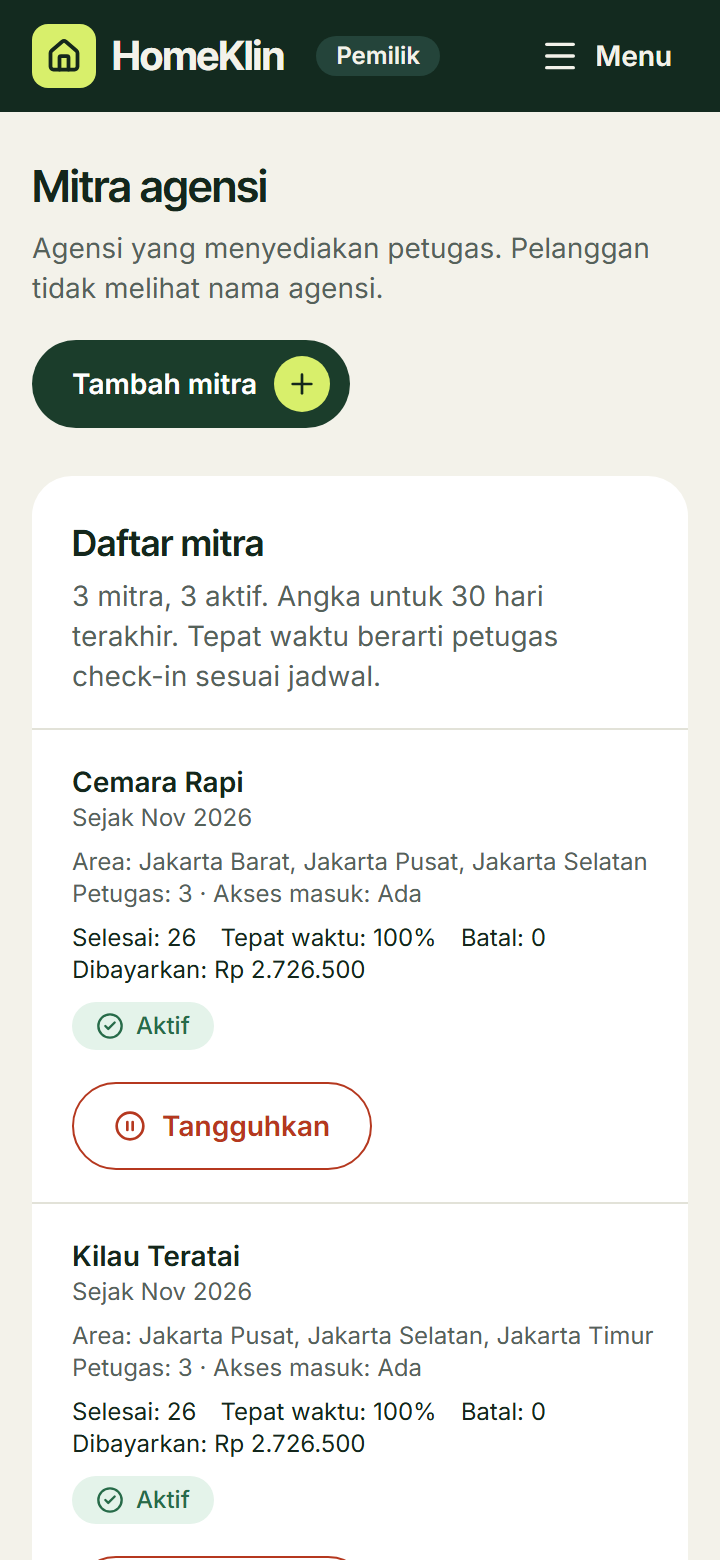 HomeKlin
Pemilik
Menu
Mitra agensi
Agensi yang menyediakan petugas. Pelanggan
tidak melihat nama agensi.
Tambah mitra
Daftar mitra
3 mitra, 3 aktif. Angka untuk 30 hari
terakhir. Tepat waktu berarti petugas
check-in sesuai jadwal.
Cemara Rapi
Sejak Nov 2026
Area: Jakarta Barat, Jakarta Pusat, Jakarta Selatan
Petugas: 3 · Akses masuk: Ada
Selesai: 26 Tepat waktu: 100% Batal: 0
Dibayarkan: Rp 2.726.500
Aktif
Tangguhkan
Kilau Teratai
Sejak Nov 2026
Area: Jakarta Pusat, Jakarta Selatan, Jakarta Timur
Petugas: 3 · Akses masuk: Ada
Selesai: 26 Tepat waktu: 100% Batal: 0
Dibayarkan: Rp 2.726.500
Aktif